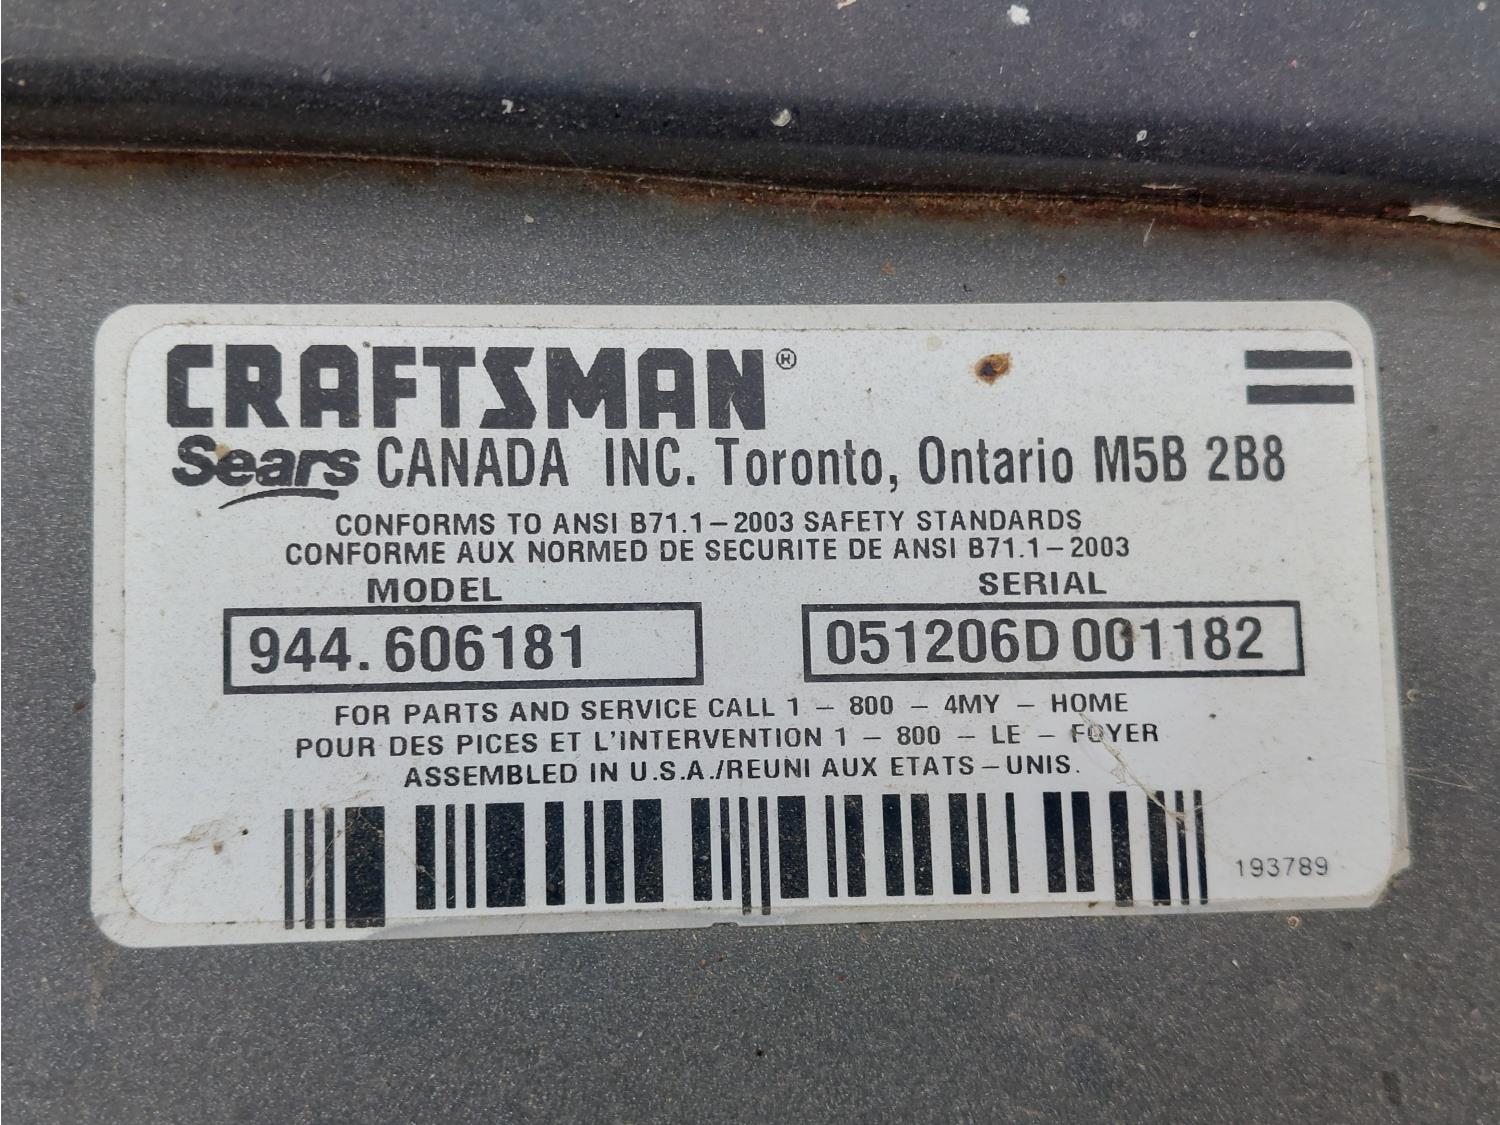 CRAFTSMAN®
Sears CANADA INC. Toronto, Ontario M5B 2B8
CONFORMS TO ANSI B71.1-2003 SAFETY STANDARDS
CONFORME AUX NORMED DE SECURITE DE ANSI B71.1-2003
MODEL SERIAL
944.606181 051206D 001182
FOR PARTS AND SERVICE CALL 1 - 800 - 4MY - HOME
POUR DES PICES ET L'INTERVENTION 1 - 800 - LE - FOYER
ASSEMBLED IN U.S.A./REUNI AUX ETATS-UNIS.
193789